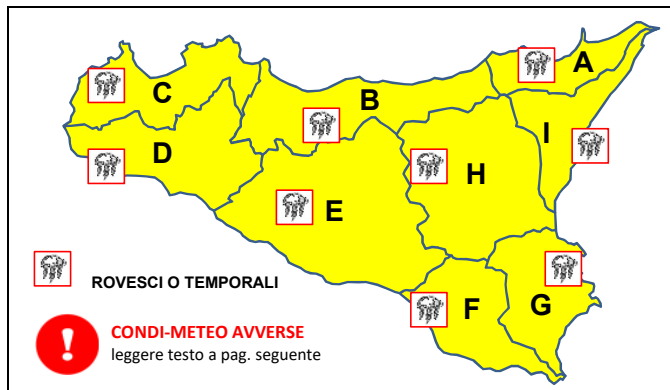 A
C
B
I
D
H
E
ROVESCI O TEMPORALI
F
G
CONDI-METEO AVVERSE
leggere testo a pag. seguente